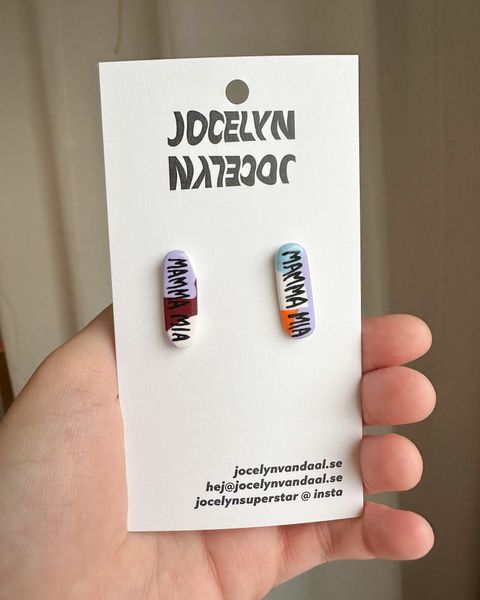 JOCELYN
JOCELYN
MAMMA MIA
MAMMA MIA
jocelynvandaal.se
hej@jocelynvandaal.se
jocelynsuperstar @ insta